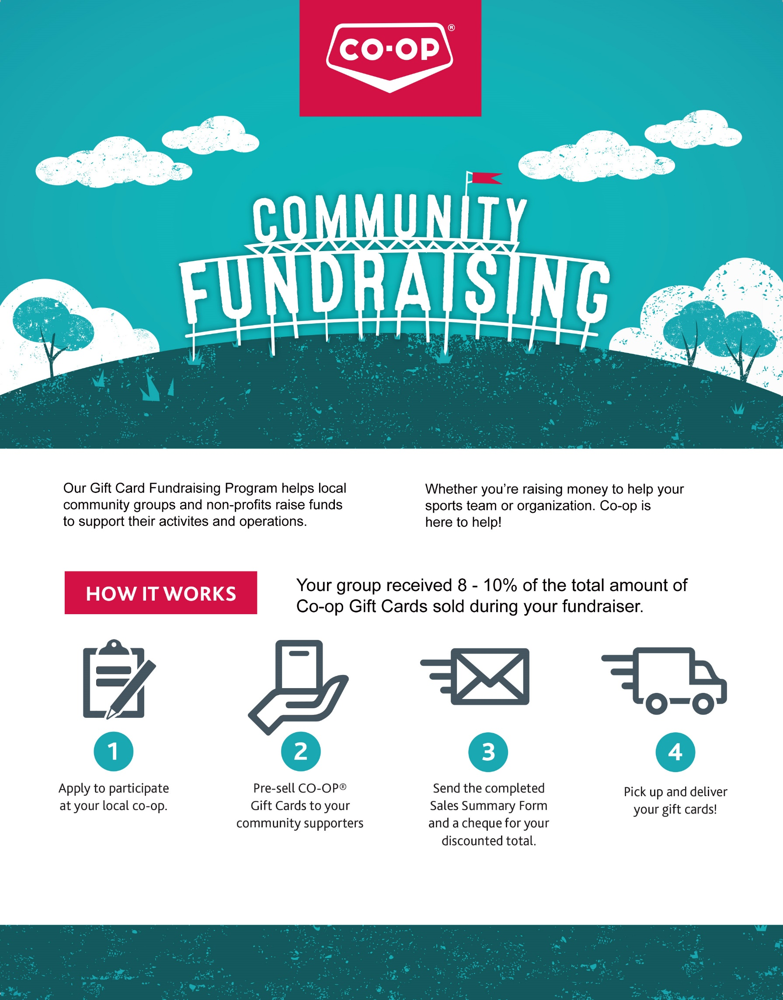 CO-OP®
COMMUNITY
FUNDRAISING
Our Gift Card Fundraising Program helps local
community groups and non-profits raise funds
to support their activites and operations.
Whether you’re raising money to help your
sports team or organization. Co-op is
here to help!
HOW IT WORKS
Your group received 8 - 10% of the total amount of
Co-op Gift Cards sold during your fundraiser.
1
Apply to participate
at your local co-op.
2
Pre-sell CO-OP®
Gift Cards to your
community supporters
3
Send the completed
Sales Summary Form
and a cheque for your
discounted total.
4
Pick up and deliver
your gift cards!